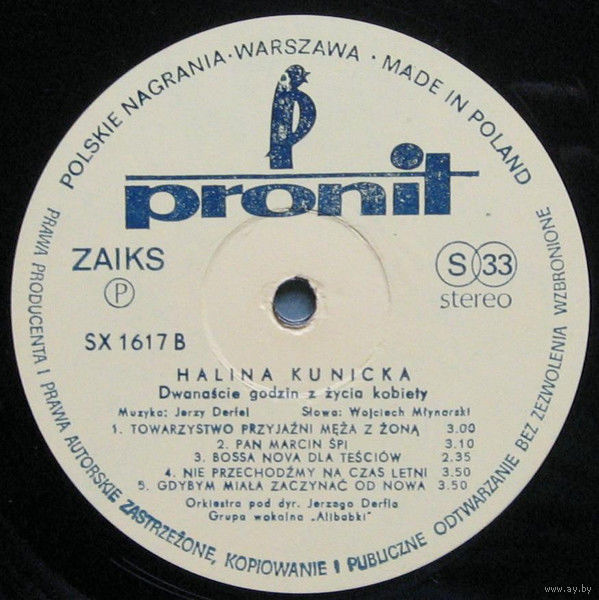 POLSKIE NAGRANIA · WARSZAWA · MADE IN POLAND
pronit
ZAIKS
P
S 33
stereo
SX 1617 B
HALINA KUNICKA
Dwanaście godzin z życia kobiety
Muzyka: Jerzy Derfel Słowa: Wojciech Młynarski
1. TOWARZYSTWO PRZYJAŹNI MĘŻA Z ŻONĄ 3.00
2. PAN MARCIN ŚPI 3.10
3. BOSSA NOVA DLA TEŚCIÓW 2.35
4. NIE PRZECHODŹMY NA CZAS LETNI 3.50
5. GDYBYM MIAŁA ZACZYNAĆ OD NOWA 3.50
Orkiestra pod dyr. Jerzego Derfla
Grupa wokalna „Alibabki"
PRAWA PRODUCENTA I PRAWA AUTORSKIE ZASTRZEŻONE, KOPIOWANIE I PUBLICZNE ODTWARZANIE BEZ ZEZWOLENIA WZBRONIONE
www.ay.by